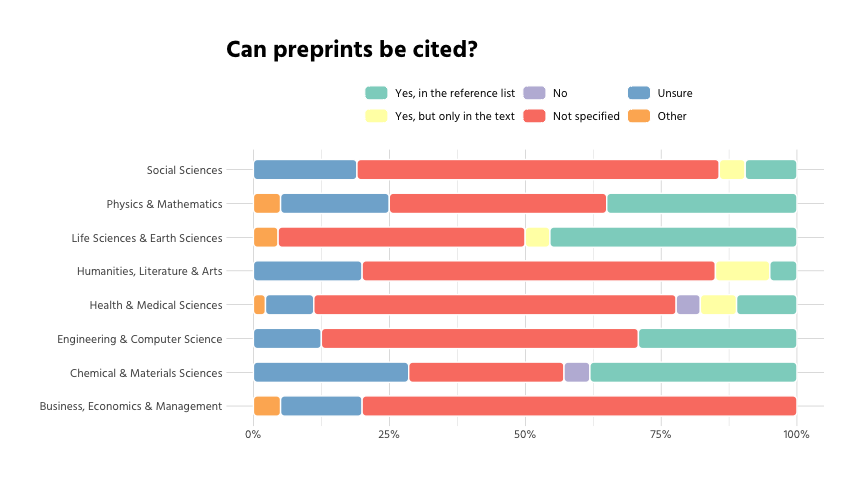 Can preprints be cited?
Yes, in the reference list No Unsure
Yes, but only in the text Not specified Other
Social Sciences
Physics & Mathematics
Life Sciences & Earth Sciences
Humanities, Literature & Arts
Health & Medical Sciences
Engineering & Computer Science
Chemical & Materials Sciences
Business, Economics & Management
0% 25% 50% 75% 100%